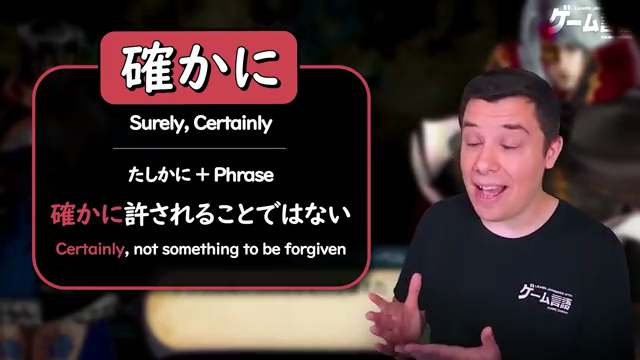 確かに
Surely, Certainly
たしかに + Phrase
確かに許されることではない
Certainly, not something to be forgiven
ゲーム言語
ゲーム言語